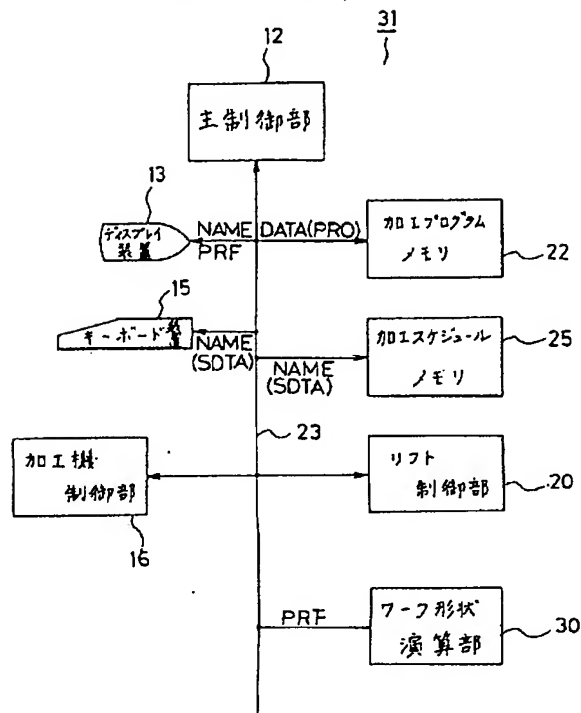 31
12
主制御部
13
ディスプレイ
装置
NAME
PRF
DATA(PRO)
加工プログラム
メモリ
22
15
キーボード装置
NAME
(SDTA)
NAME
(SDTA)
加工スケジュール
メモリ
25
23
加工機
制御部
16
リフト
制御部
20
PRF
ワーク形状
演算部
30